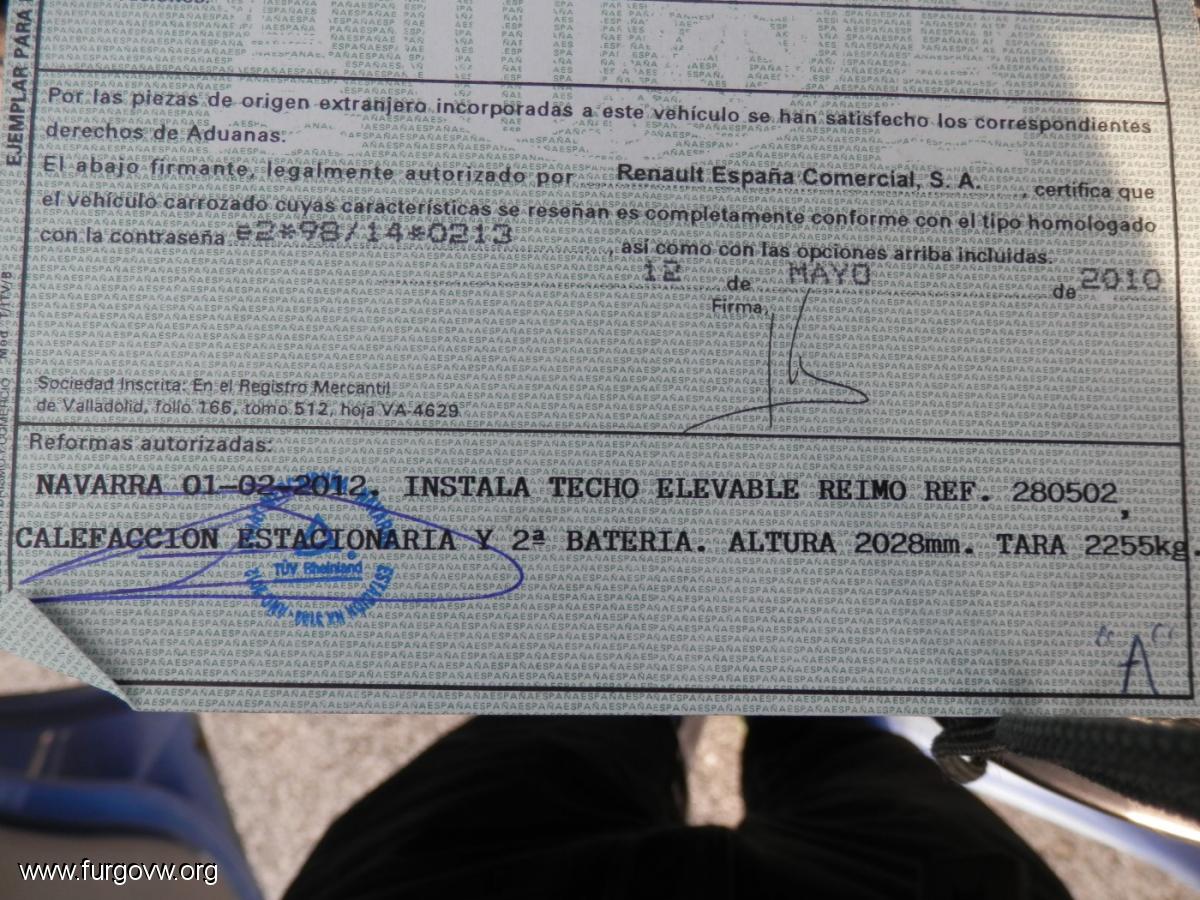 EJEMPLAR PARA
Por las piezas de origen extranjero incorporadas a este vehículo se han satisfecho los correspondientes
derechos de Aduanas.
El abajo firmante, legalmente autorizado por Renault España Comercial, S. A. , certifica que
el vehículo carrozado cuyas características se reseñan es completamente conforme con el tipo homologado
con la contraseña e2*98/14*0213 , así como con las opciones arriba incluidas.
12 de MAYO de 2010
Firma,
Sociedad Inscrita: En el Registro Mercantil
de Valladolid, folio 166, tomo 512, hoja VA-4629
Reformas autorizadas:
NAVARRA 01-02-2012. INSTALA TECHO ELEVABLE REIMO REF. 280502 ,
CALEFACCION ESTACIONARIA Y 2ª BATERIA. ALTURA 2028mm. TARA 2255kg
TÜV Rheinland
"A"
www.furgovw.org